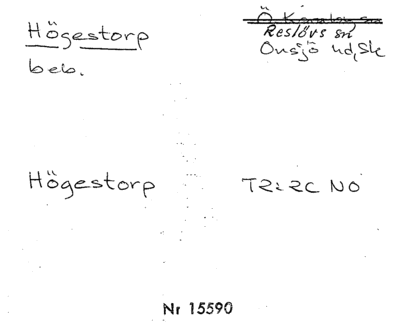 Högestorp
beb.
Reslövs sn
Onsjö hd, Sk
Högestorp
T2:2C NO
Nr 15590